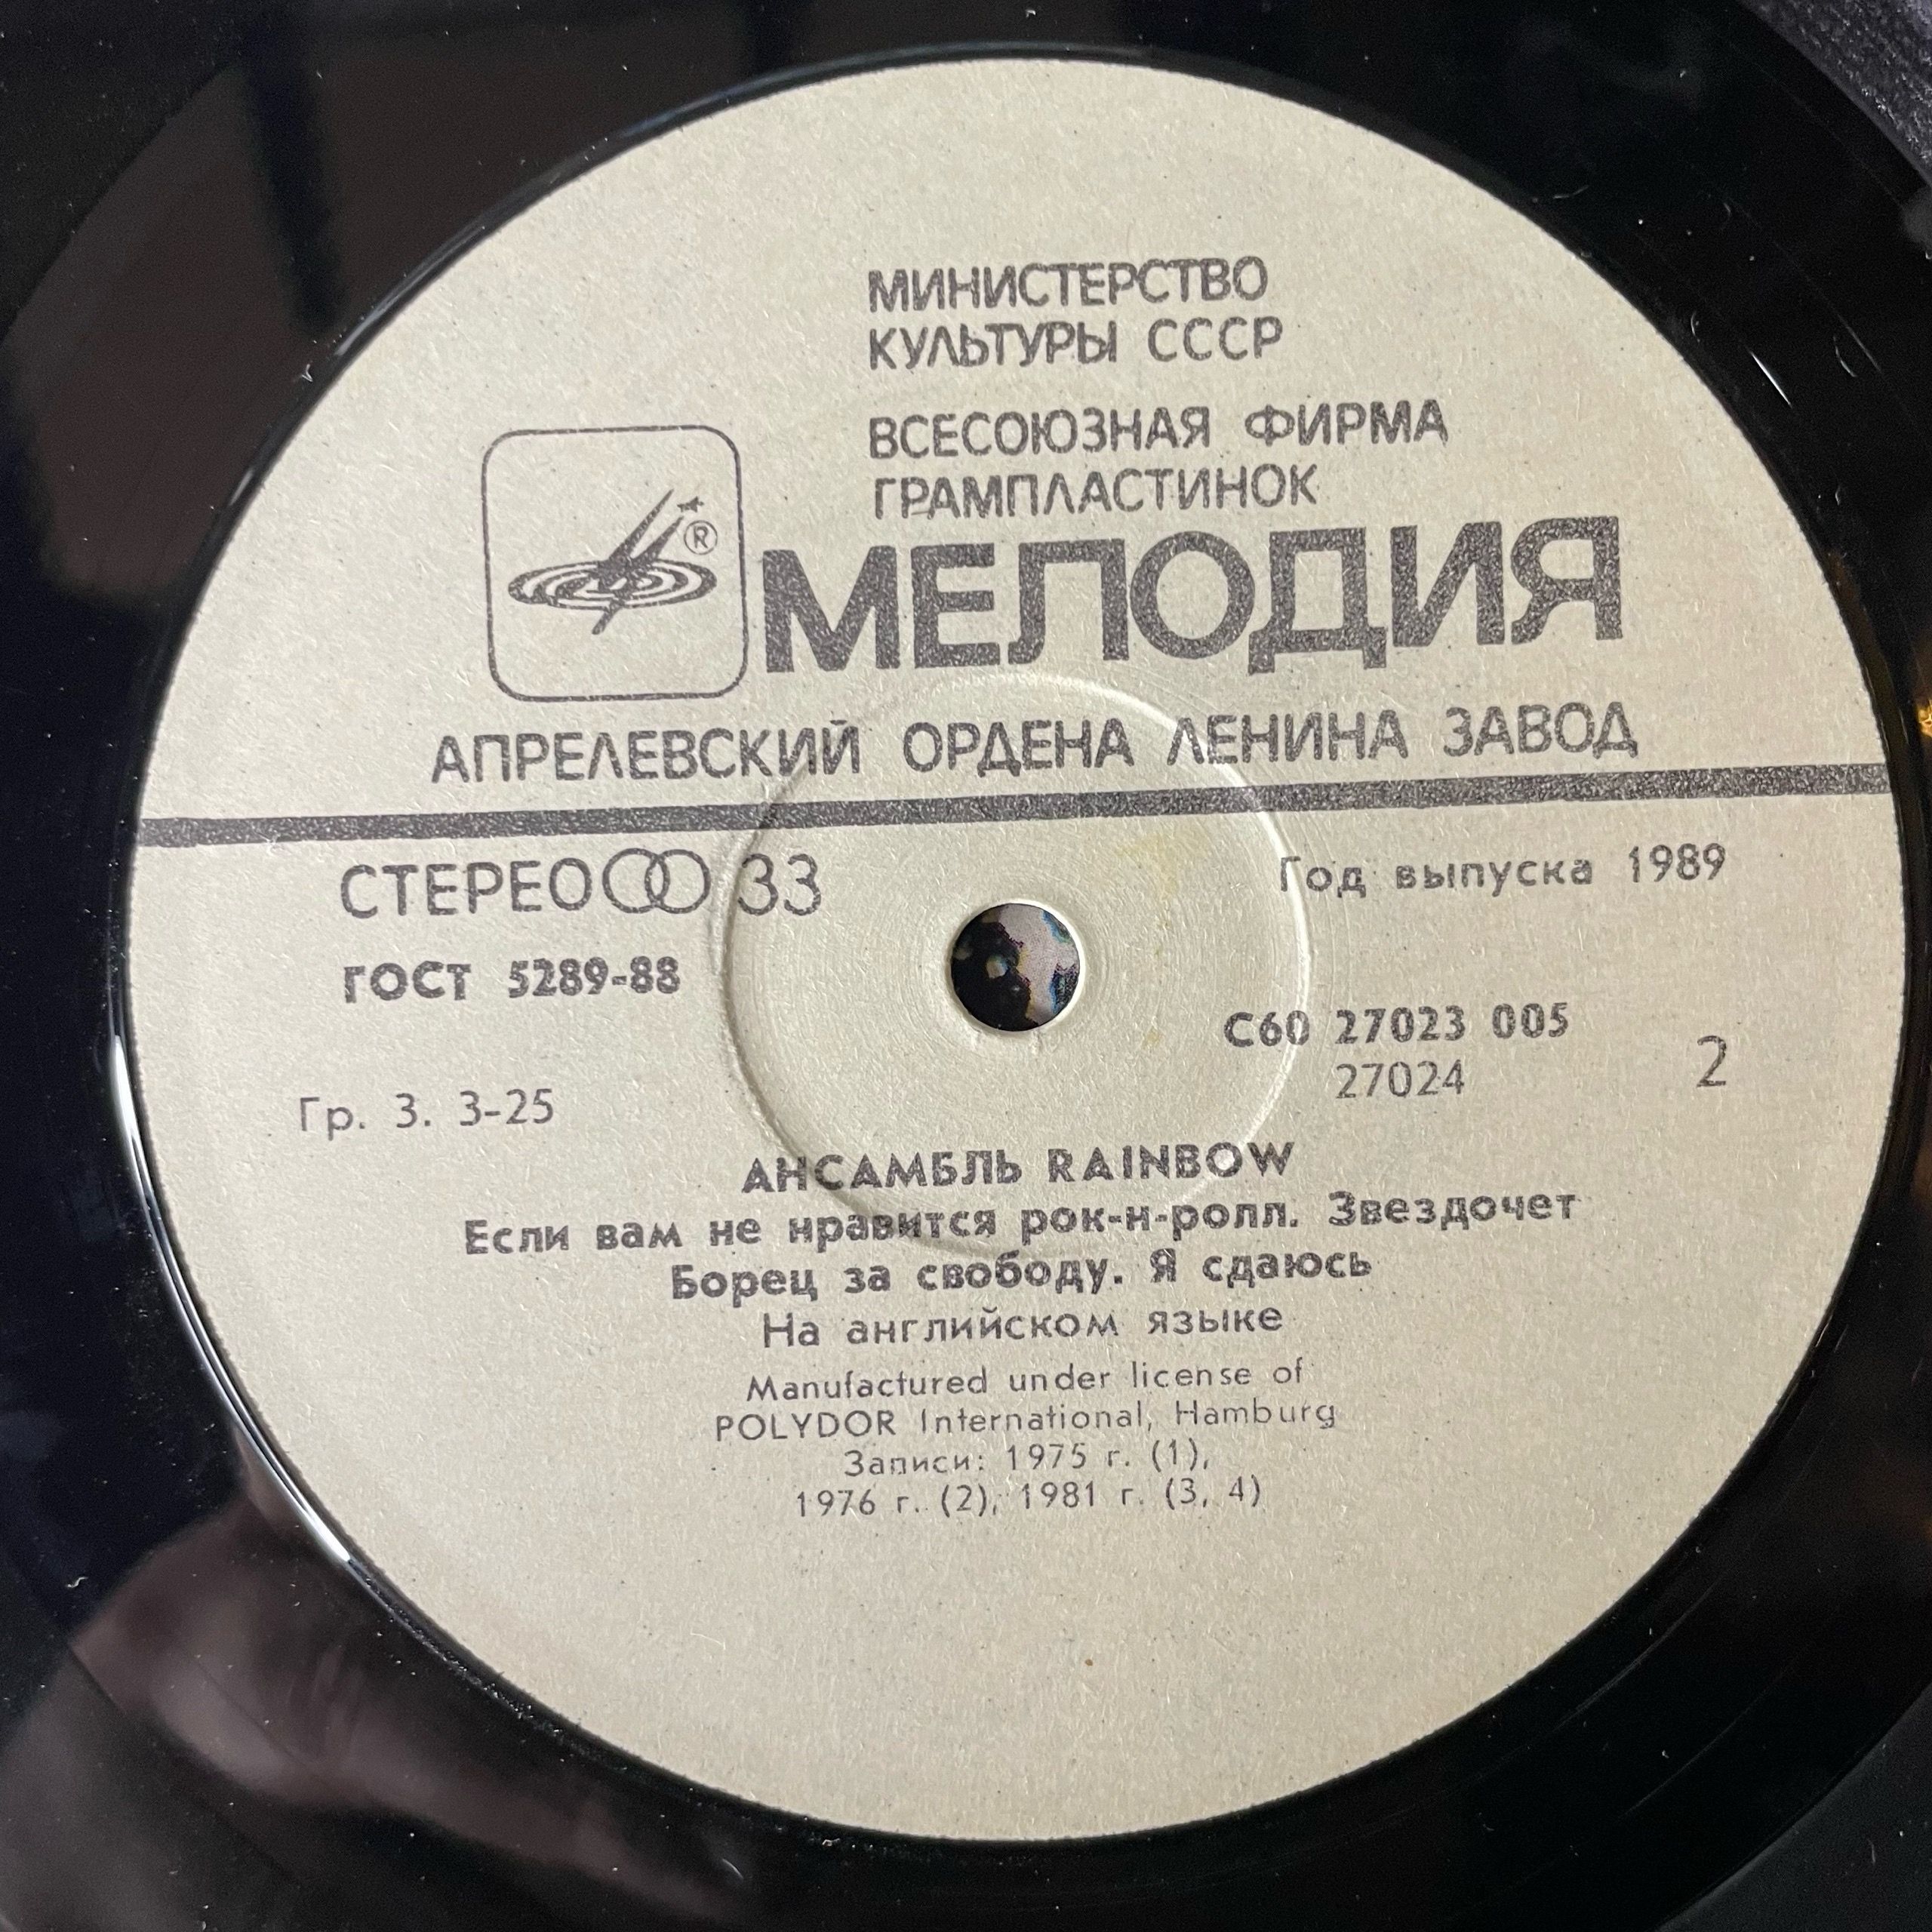 МИНИСТЕРСТВО
КУЛЬТУРЫ СССР
ВСЕСОЮЗНАЯ ФИРМА
ГРАМПЛАСТИНОК
®
МЕЛОДИЯ
АПРЕЛЕВСКИЙ ОРДЕНА ЛЕНИНА ЗАВОД
СТЕРЕО 33
Год выпуска 1989
ГОСТ 5289-88
С60 27023 005
27024
2
Гр. 3. 3-25
АНСАМБЛЬ RAINBOW
Если вам не нравится рок-н-ролл. Звездочет
Борец за свободу. Я сдаюсь
На английском языке
Manufactured under license of
POLYDOR International, Hamburg
Записи: 1975 г. (1),
1976 г. (2), 1981 г. (3, 4)